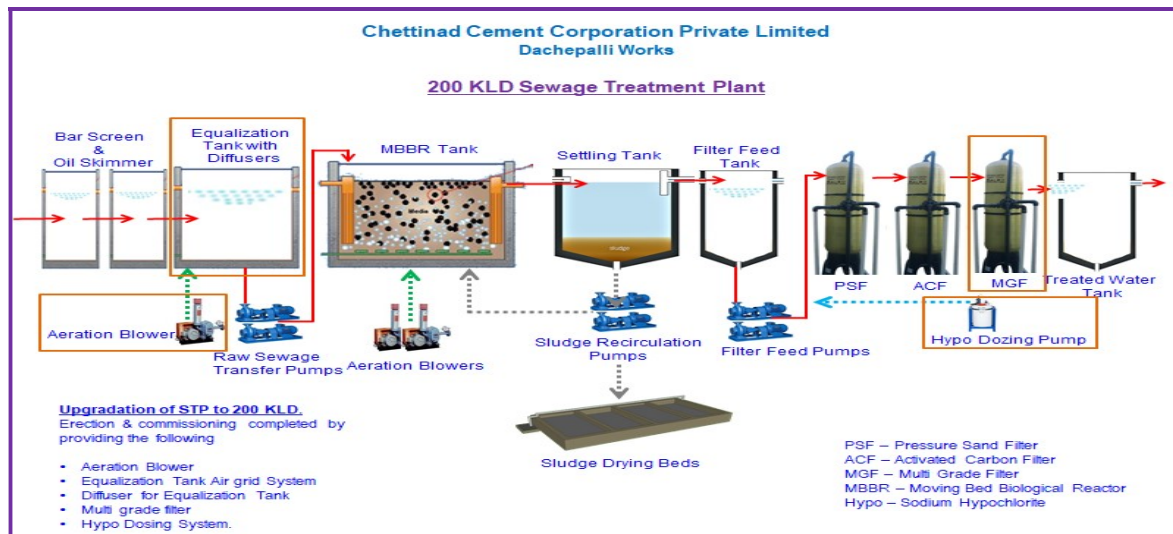 Chettinad Cement Corporation Private Limited
Dachepalli Works
200 KLD Sewage Treatment Plant
Bar Screen
&
Oil Skimmer
Equalization
Tank with
Diffusers
MBBR Tank
Settling Tank
Filter Feed
Tank
Media
sludge
PSF
ACF
MGF
Treated Water
Tank
Aeration Blower
Raw Sewage
Transfer Pumps
Aeration Blowers
Sludge Recirculation
Pumps
Filter Feed Pumps
Hypo Dozing Pump
Sludge Drying Beds
Upgradation of STP to 200 KLD.
Erection & commissioning completed by
providing the following
• Aeration Blower
• Equalization Tank Air grid System
• Diffuser for Equalization Tank
• Multi grade filter
• Hypo Dosing System.
PSF – Pressure Sand Filter
ACF – Activated Carbon Filter
MGF – Multi Grade Filter
MBBR – Moving Bed Biological Reactor
Hypo – Sodium Hypochlorite